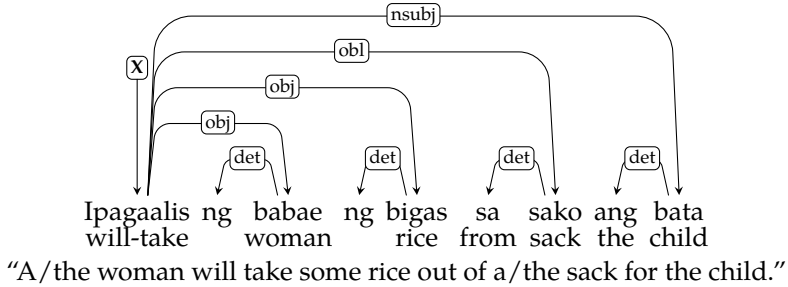 nsubj
obl
X
obj
obj
det det det det
Ipagaalis ng babae ng bigas sa sako ang bata
will-take woman rice from sack the child
“A/the woman will take some rice out of a/the sack for the child.”